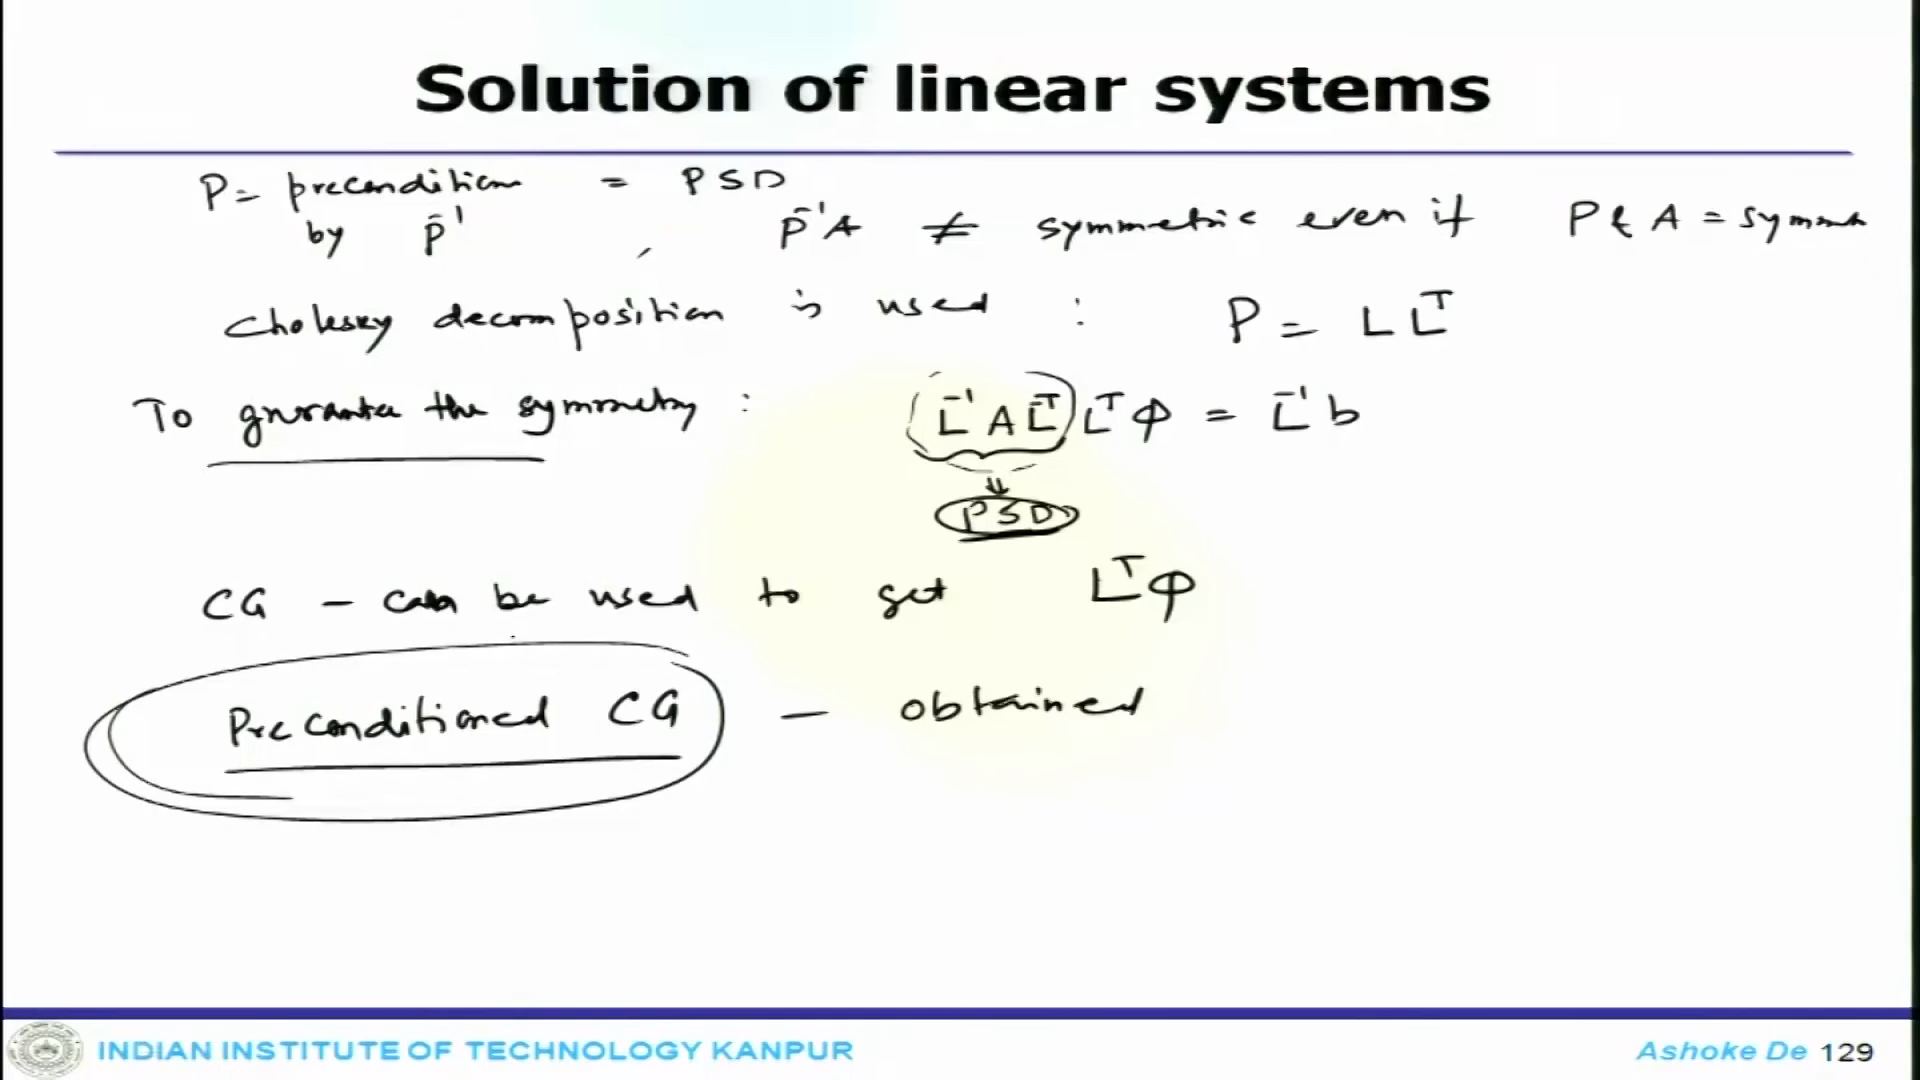 Solution of linear systems
P = precondition = PSD
by P⁻¹ , P⁻¹A ≠ symmetric even if P & A = symm
Cholesky decomposition is used : P = LLᵀ
To guarantee the symmetry : (L⁻¹ A L⁻ᵀ) Lᵀ φ = L⁻¹ b
⇓
PSD
CG - can be used to get Lᵀ φ
Preconditioned CG - obtained
INDIAN INSTITUTE OF TECHNOLOGY KANPUR Ashoke De 129